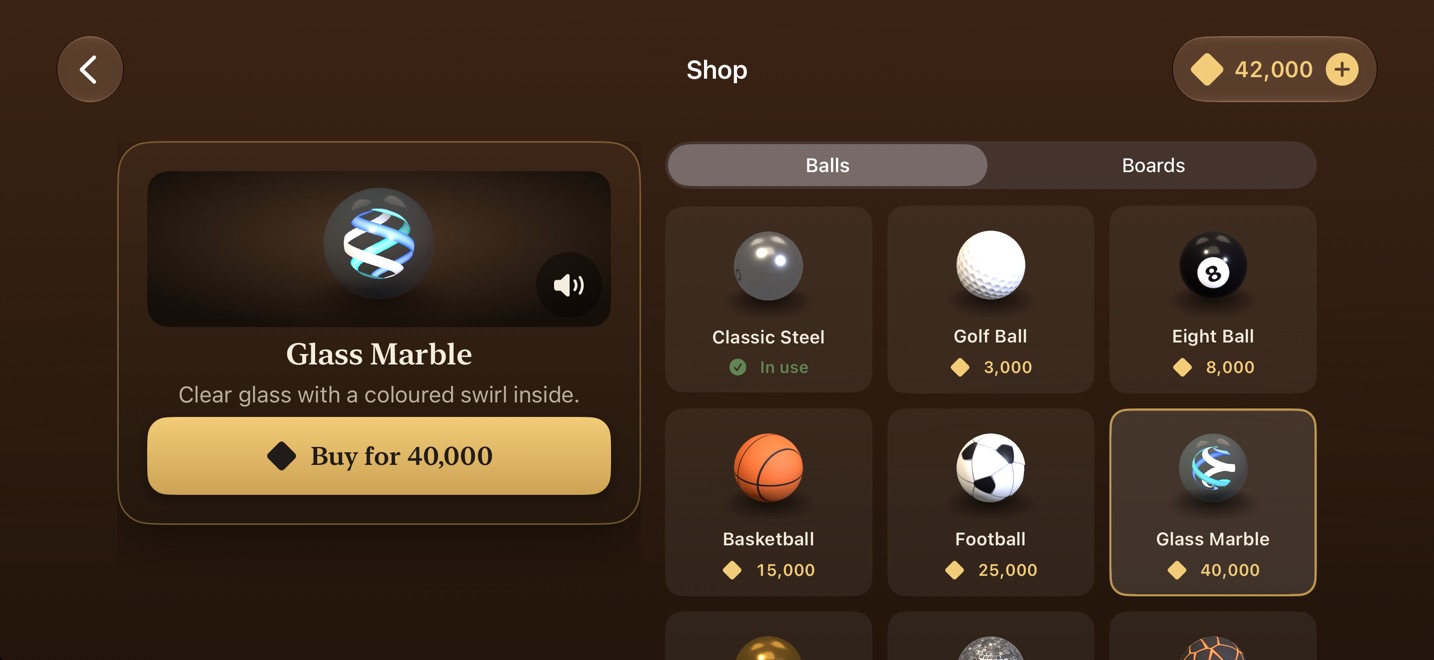 Shop
42,000
Glass Marble
Clear glass with a coloured swirl inside.
Buy for 40,000
Balls
Boards
Classic Steel
In use
Golf Ball
3,000
8
Eight Ball
8,000
Basketball
15,000
Football
25,000
Glass Marble
40,000